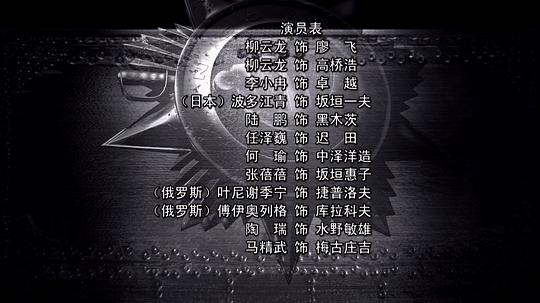 演员表
柳云龙 饰 廖 飞
柳云龙 饰 高桥浩
李小冉 饰 卓 越
（日本）波多江青 饰 坂垣一夫
陆 鹏 饰 黑木茨
任泽巍 饰 迟 田
何 瑜 饰 中泽洋造
张蓓蓓 饰 坂垣惠子
（俄罗斯）叶尼谢季宁 饰 捷普洛夫
（俄罗斯）傅伊奥列格 饰 库拉科夫
陶 瑞 饰 水野敏雄
马精武 饰 梅古庄吉